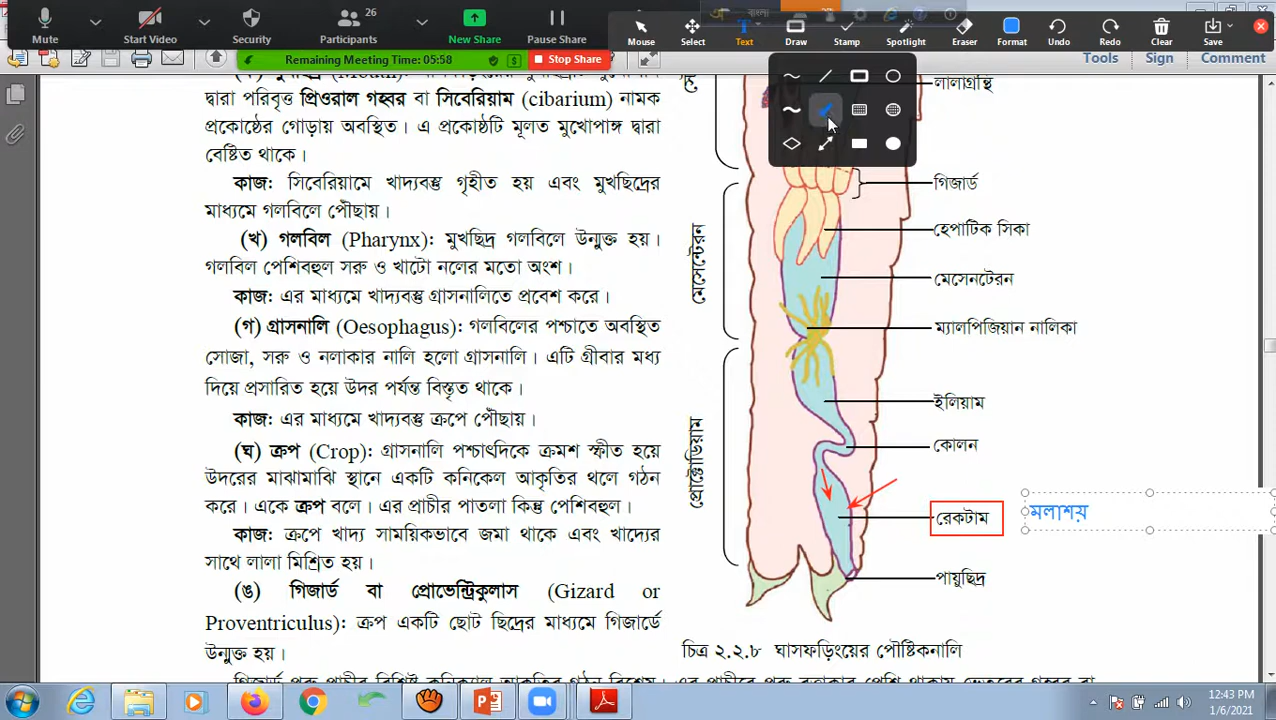 Mute
Start Video
Security
Participants
26
New Share
Pause Share
Mouse
Select
Text
Draw
Stamp
Spotlight
Eraser
Format
Undo
Redo
Clear
Save
Remaining Meeting Time: 05:58
Stop Share
Tools
Sign
Comment
দ্বারা পরিবৃত্ত প্রিওরাল গহ্বর বা সিবেরিয়াম (cibarium) নামক
প্রকোষ্ঠের গোড়ায় অবস্থিত। এ প্রকোষ্ঠটি মূলত মুখোপাঙ্গ দ্বারা
বেষ্টিত থাকে।
কাজ: সিবেরিয়ামে খাদ্যবস্তু গৃহীত হয় এবং মুখছিদ্রের
মাধ্যমে গলবিলে পৌঁছায়।
(খ) গলবিল (Pharynx): মুখছিদ্র গলবিলে উন্মুক্ত হয়।
গলবিল পেশিবহুল সরু ও খাটো নলের মতো অংশ।
কাজ: এর মাধ্যমে খাদ্যবস্তু গ্রাসনালিতে প্রবেশ করে।
(গ) গ্রাসনালি (Oesophagus): গলবিলের পশ্চাতে অবস্থিত
সোজা, সরু ও নলাকার নালি হলো গ্রাসনালি। এটি গ্রীবার মধ্য
দিয়ে প্রসারিত হয়ে উদর পর্যন্ত বিস্তৃত থাকে।
কাজ: এর মাধ্যমে খাদ্যবস্তু ক্রপে পৌঁছায়।
(ঘ) ক্রপ (Crop): গ্রাসনালি পশ্চাৎদিকে ক্রমশ স্ফীত হয়ে
উদরের মাঝামাঝি স্থানে একটি কনিকেল আকৃতির থলে গঠন
করে। একে ক্রপ বলে। এর প্রাচীর পাতলা কিন্তু পেশিবহুল।
কাজ: ক্রপে খাদ্য সাময়িকভাবে জমা থাকে এবং খাদ্যের
সাথে লালা মিশ্রিত হয়।
(ঙ) গিজার্ড বা প্রোভেন্ট্রিকুলাস (Gizard or
Proventriculus): ক্রপ একটি ছোট ছিদ্রের মাধ্যমে গিজার্ডে
উন্মুক্ত হয়।
লালাগ্রন্থি
গিজার্ড
হেপাটিক সিকা
মেসেনটেরন
ম্যালপিজিয়ান নালিকা
ইলিয়াম
কোলন
রেকটাম
মলাশয়
পায়ুছিদ্র
মেসেন্টেরন
প্রোক্টোডিয়াম
চিত্র ২.২.৮ ঘাসফড়িংয়ের পৌষ্টিকনালি
12:43 PM
1/6/2021